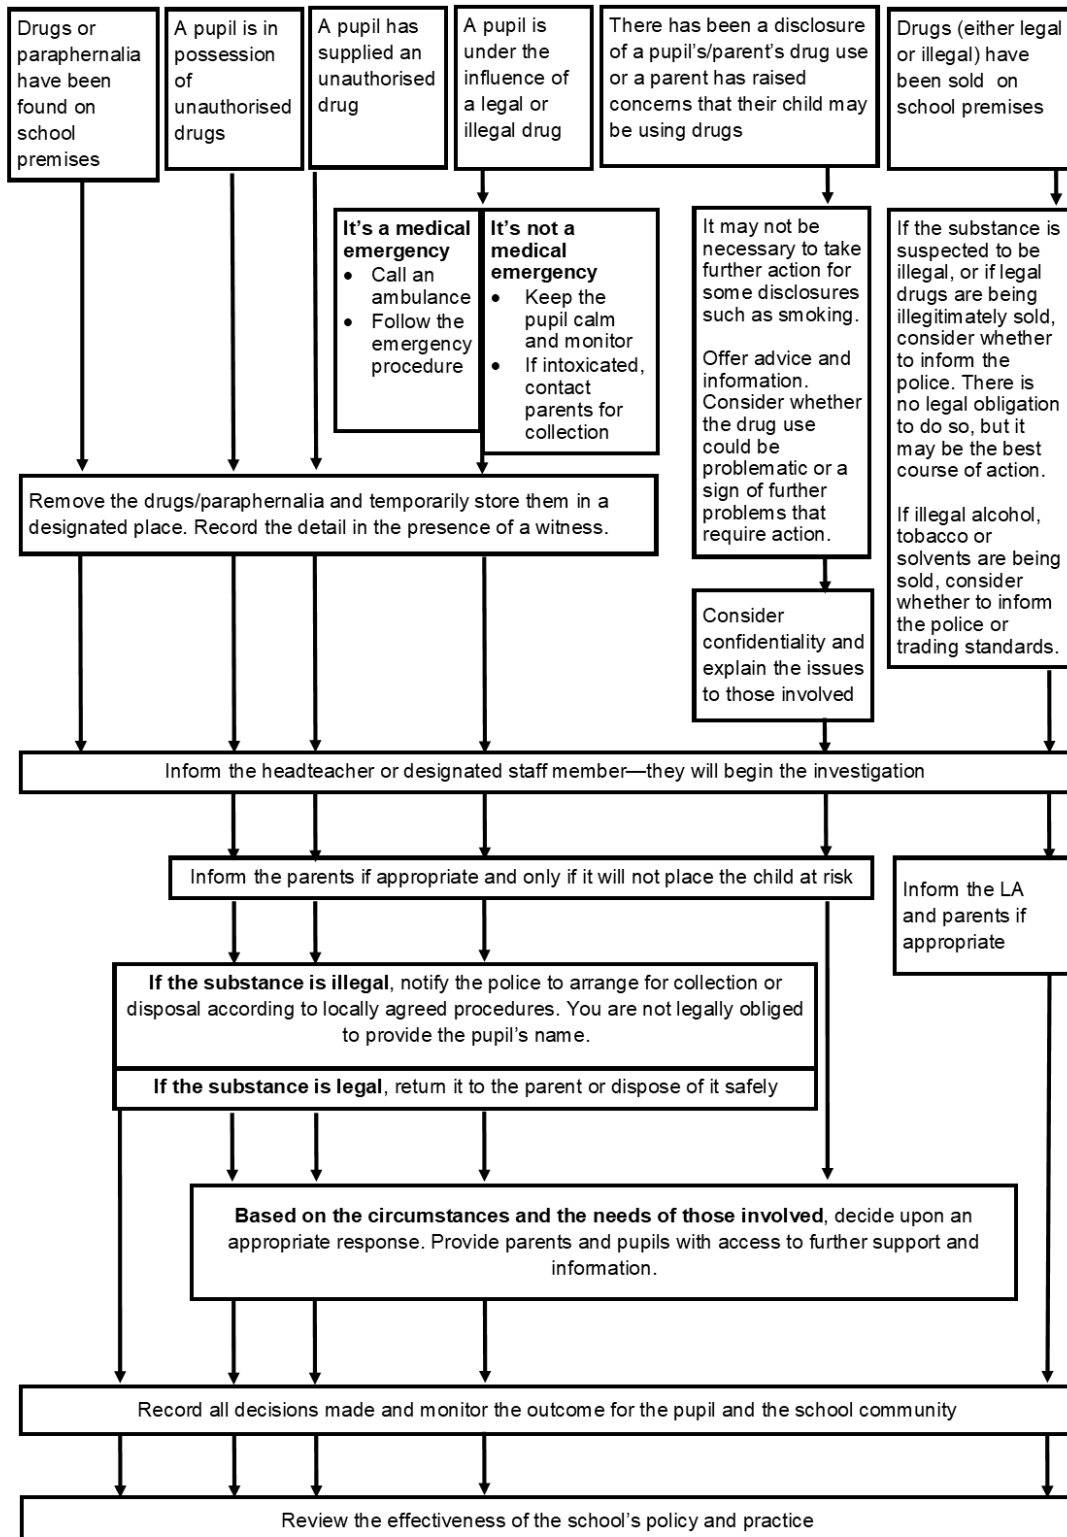 Drugs or
paraphernalia
have been
found on
school
premises
A pupil is in
possession
of
unauthorised
drugs
A pupil has
supplied an
unauthorised
drug
A pupil is
under the
influence of
a legal or
illegal drug
There has been a disclosure
of a pupil’s/parent’s drug use
or a parent has raised
concerns that their child may
be using drugs
Drugs (either legal
or illegal) have
been sold on
school premises
It’s a medical
emergency
• Call an
ambulance
• Follow the
emergency
procedure
It’s not a
medical
emergency
• Keep the
pupil calm
and monitor
• If intoxicated,
contact
parents for
collection
It may not be
necessary to take
further action for
some disclosures
such as smoking.
Offer advice and
information.
Consider whether
the drug use
could be
problematic or a
sign of further
problems that
require action.
If the substance is
suspected to be
illegal, or if legal
drugs are being
illegitimately sold,
consider whether
to inform the
police. There is
no legal obligation
to do so, but it
may be the best
course of action.
If illegal alcohol,
tobacco or
solvents are being
sold, consider
whether to inform
the police or
trading standards.
Remove the drugs/paraphernalia and temporarily store them in a
designated place. Record the detail in the presence of a witness.
Consider
confidentiality and
explain the issues
to those involved
Inform the headteacher or designated staff member—they will begin the investigation
Inform the parents if appropriate and only if it will not place the child at risk
Inform the LA
and parents if
appropriate
If the substance is illegal, notify the police to arrange for collection or
disposal according to locally agreed procedures. You are not legally obliged
to provide the pupil’s name.
If the substance is legal, return it to the parent or dispose of it safely
Based on the circumstances and the needs of those involved, decide upon an
appropriate response. Provide parents and pupils with access to further support and
information.
Record all decisions made and monitor the outcome for the pupil and the school community
Review the effectiveness of the school’s policy and practice